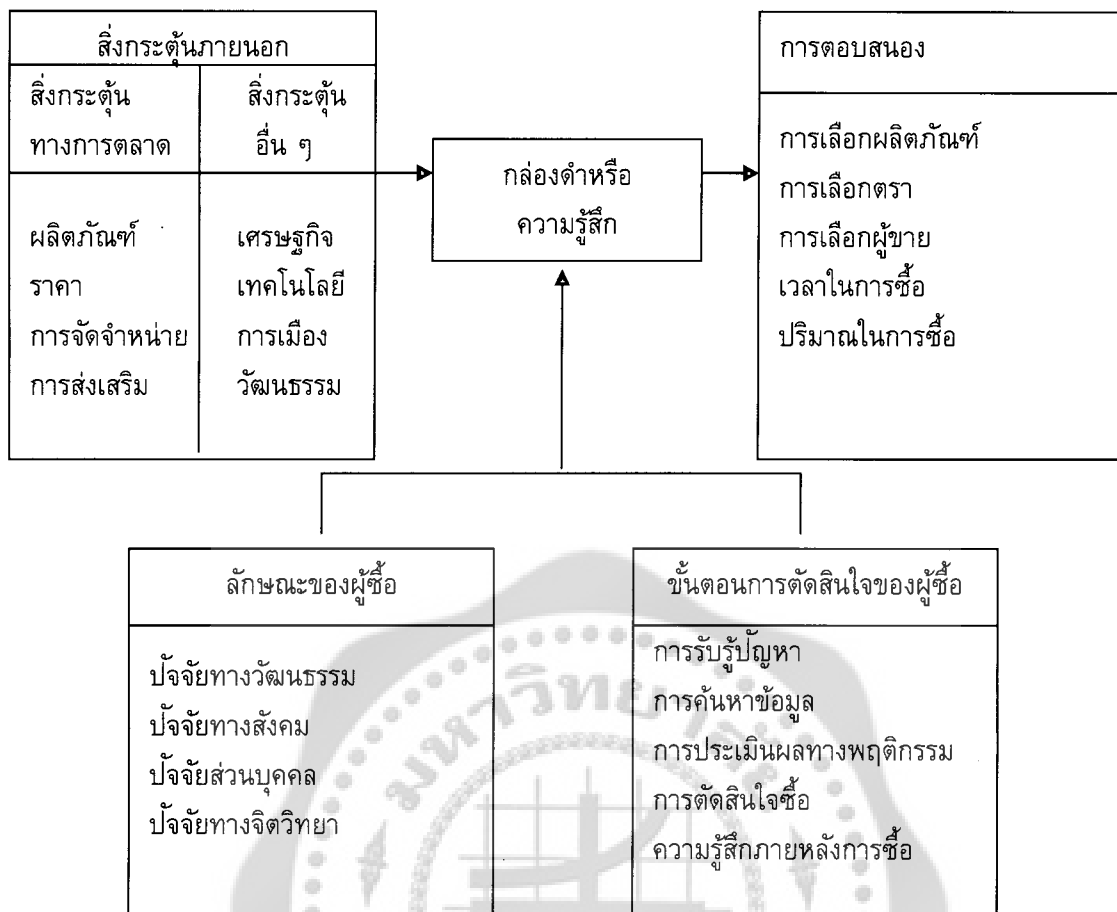 สิ่งกระตุ้นภายนอก
สิ่งกระตุ้น
ทางการตลาด
สิ่งกระตุ้น
อื่น ๆ
ผลิตภัณฑ์
ราคา
การจัดจำหน่าย
การส่งเสริม
เศรษฐกิจ
เทคโนโลยี
การเมือง
วัฒนธรรม
กล่องดำหรือ
ความรู้สึก
การตอบสนอง
การเลือกผลิตภัณฑ์
การเลือกตรา
การเลือกผู้ขาย
เวลาในการซื้อ
ปริมาณในการซื้อ
ลักษณะของผู้ซื้อ
ปัจจัยทางวัฒนธรรม
ปัจจัยทางสังคม
ปัจจัยส่วนบุคคล
ปัจจัยทางจิตวิทยา
ขั้นตอนการตัดสินใจของผู้ซื้อ
การรับรู้ปัญหา
การค้นหาข้อมูล
การประเมินผลทางพฤติกรรม
การตัดสินใจซื้อ
ความรู้สึกภายหลังการซื้อ